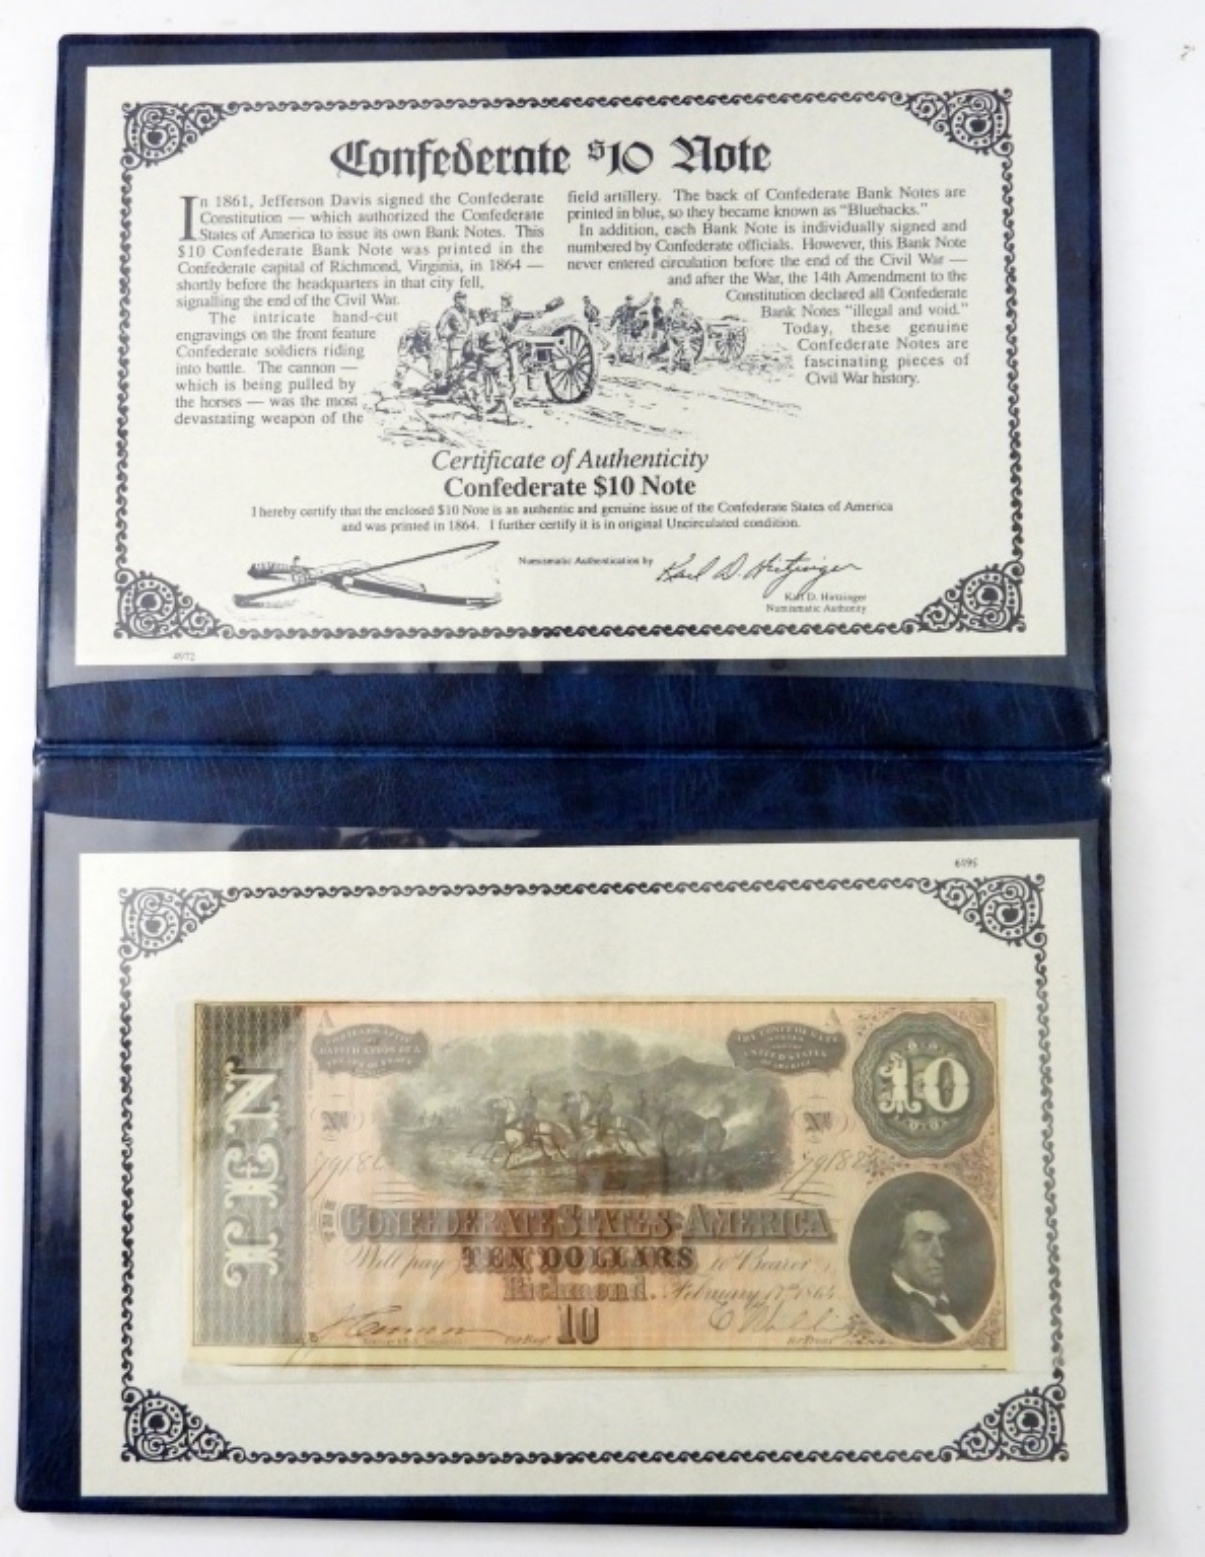 Confederate $10 Note
In 1861, Jefferson Davis signed the Confederate
Constitution — which authorized the Confederate
States of America to issue its own Bank Notes. This
$10 Confederate Bank Note was printed in the
Confederate capital of Richmond, Virginia, in 1864 —
shortly before the headquarters in that city fell,
signalling the end of the Civil War.
The intricate hand-cut
engravings on the front feature
Confederate soldiers riding
into battle. The cannon —
which is being pulled by
the horses — was the most
devastating weapon of the
field artillery. The back of Confederate Bank Notes are
printed in blue, so they became known as "Bluebacks."
In addition, each Bank Note is individually signed and
numbered by Confederate officials. However, this Bank Note
never entered circulation before the end of the Civil War —
and after the War, the 14th Amendment to the
Constitution declared all Confederate
Bank Notes "illegal and void."
Today, these genuine
Confederate Notes are
fascinating pieces of
Civil War history.
Certificate of Authenticity
Confederate $10 Note
I hereby certify that the enclosed $10 Note is an authentic and genuine issue of the Confederate States of America
and was printed in 1864. I further certify it is in original Uncirculated condition.
Numismatic Authentication by
Karl D. Hirtzinger
Numismatic Authority
4972
6195
TEN
A
A
10
No
No
THE CONFEDERATE STATES OF AMERICA
Will pay TEN DOLLARS to Bearer
Richmond. February 17th 1864
10